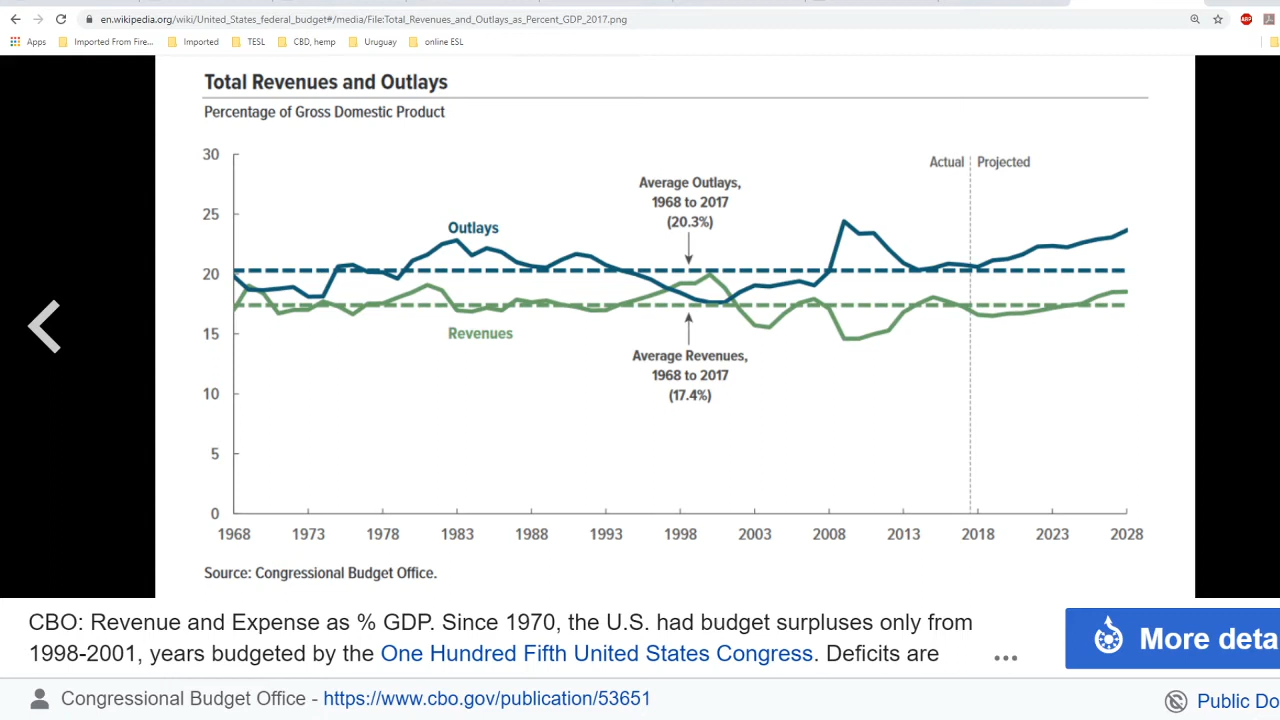 en.wikipedia.org/wiki/United_States_federal_budget#/media/File:Total_Revenues_and_Outlays_as_Percent_GDP_2017.png
ABP
Apps Imported From Fire... Imported TESL CBD, hemp Uruguay online ESL
Total Revenues and Outlays
Percentage of Gross Domestic Product
30
Actual Projected
Average Outlays,
1968 to 2017
(20.3%)
25
Outlays
20
15
Revenues
Average Revenues,
1968 to 2017
(17.4%)
10
5
0
1968 1973 1978 1983 1988 1993 1998 2003 2008 2013 2018 2023 2028
Source: Congressional Budget Office.
CBO: Revenue and Expense as % GDP. Since 1970, the U.S. had budget surpluses only from
1998-2001, years budgeted by the One Hundred Fifth United States Congress. Deficits are ...
More deta
Congressional Budget Office - https://www.cbo.gov/publication/53651
Public Do